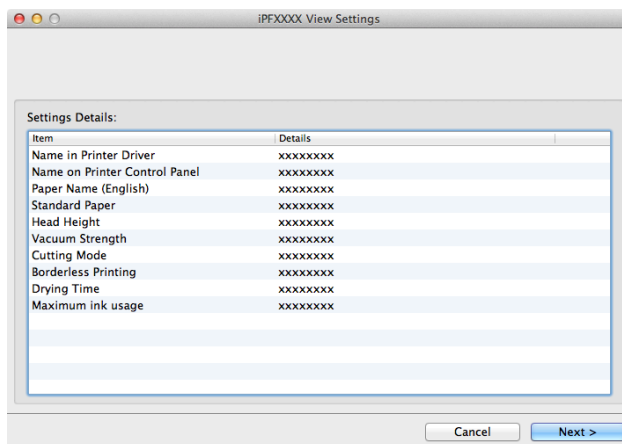 iPFXXXX View Settings
Settings Details:
Item Details
Name in Printer Driver xxxxxxxx
Name on Printer Control Panel xxxxxxxx
Paper Name (English) xxxxxxxx
Standard Paper xxxxxxxx
Head Height xxxxxxxx
Vacuum Strength xxxxxxxx
Cutting Mode xxxxxxxx
Borderless Printing xxxxxxxx
Drying Time xxxxxxxx
Maximum ink usage xxxxxxxx
Cancel Next >